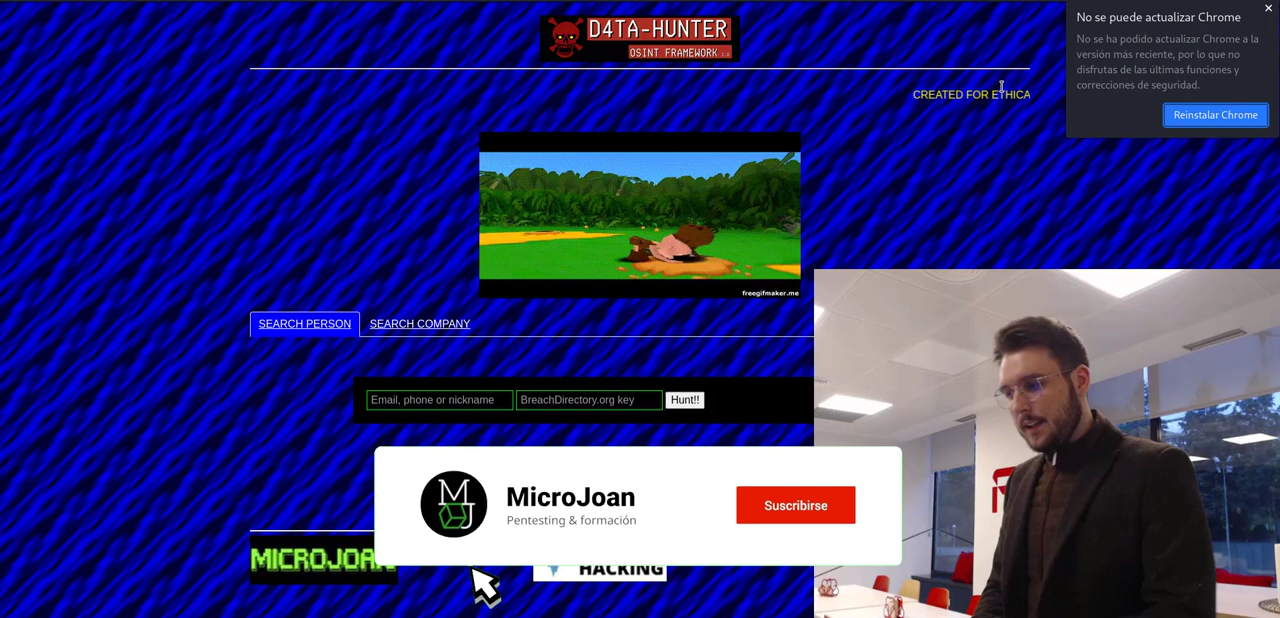 D4TA-HUNTER
OSINT FRAMEWORK
No se puede actualizar Chrome
No se ha podido actualizar Chrome a la
versión más reciente, por lo que no
disfrutas de las últimas funciones y
correcciones de seguridad.
Reinstalar Chrome
CREATED FOR ETHICA
freegifmaker.me
SEARCH PERSON
SEARCH COMPANY
Email, phone or nickname
BreachDirectory.org key
Hunt!!
MJ
MicroJoan
Pentesting & formación
Suscribirse
MICROJOAN
HACKING